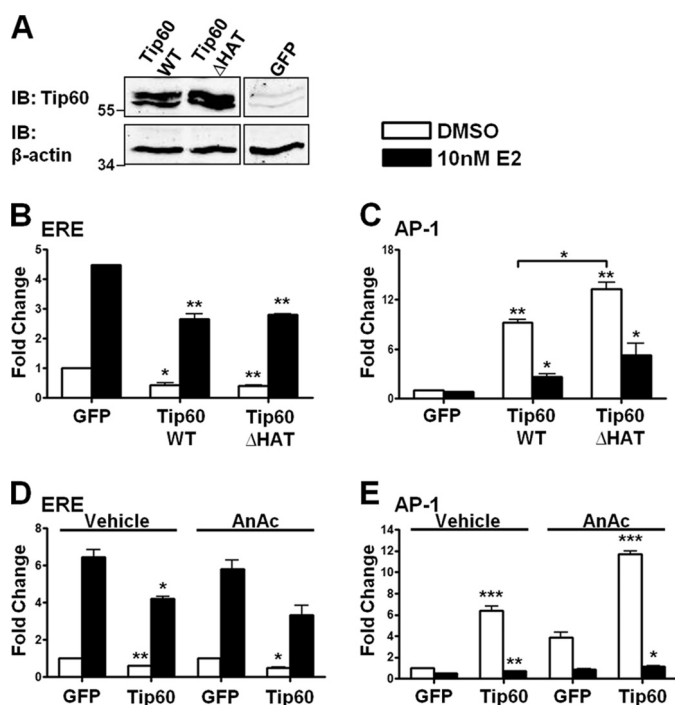 A
Tip60 WT
Tip60 ΔHAT
GFP
IB: Tip60
55
IB: β-actin
34
DMSO
10nM E2
B
ERE
Fold Change
5
4
3
2
1
0
**
**
*
**
GFP
Tip60 WT
Tip60 ΔHAT
C
AP-1
Fold Change
18
12
6
0
*
**
**
*
*
GFP
Tip60 WT
Tip60 ΔHAT
D
ERE
Vehicle
AnAc
Fold Change
8
6
4
2
0
*
**
*
GFP
Tip60
GFP
Tip60
E
AP-1
Vehicle
AnAc
Fold Change
14
12
10
8
6
4
2
0
***
***
**
*
GFP
Tip60
GFP
Tip60